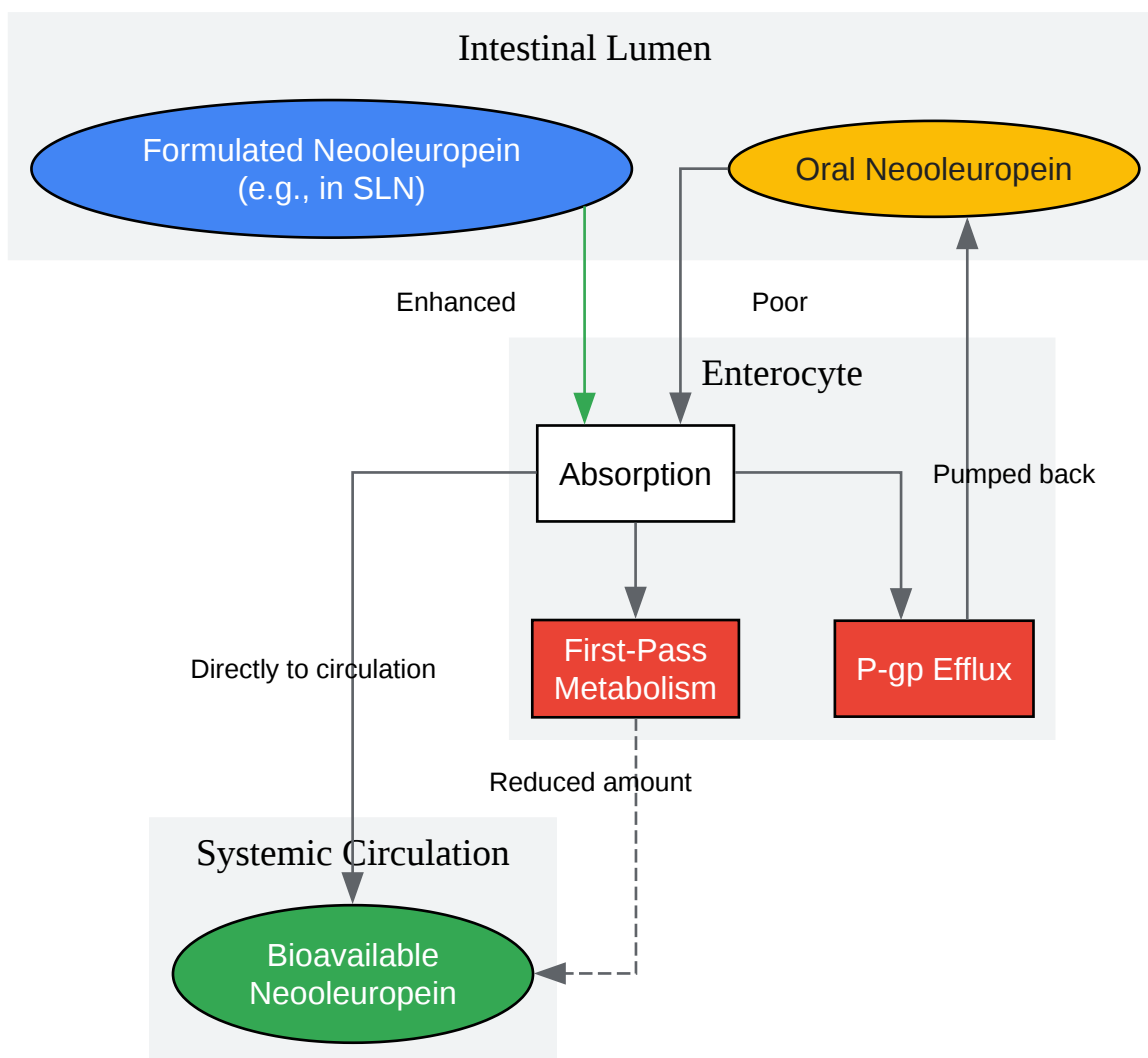 Intestinal Lumen
Formulated Neooleuropein
(e.g., in SLN)
Oral Neooleuropein
Enhanced
Poor
Enterocyte
Absorption
Pumped back
First-Pass
Metabolism
P-gp Efflux
Directly to circulation
Reduced amount
Systemic Circulation
Bioavailable
Neooleuropein